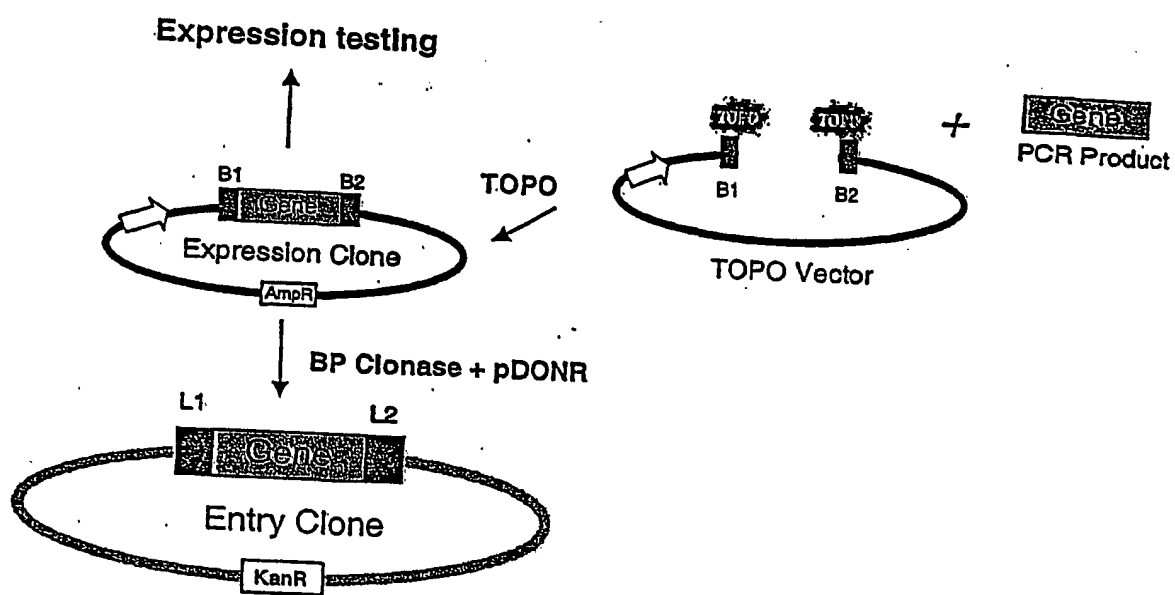 Expression testing
TOPO
TOPO
+
Gene
PCR Product
B1
B2
TOPO Vector
TOPO
B1
B2
Gene
Expression Clone
AmpR
BP Clonase + pDONR
L1
L2
Gene
Entry Clone
KanR